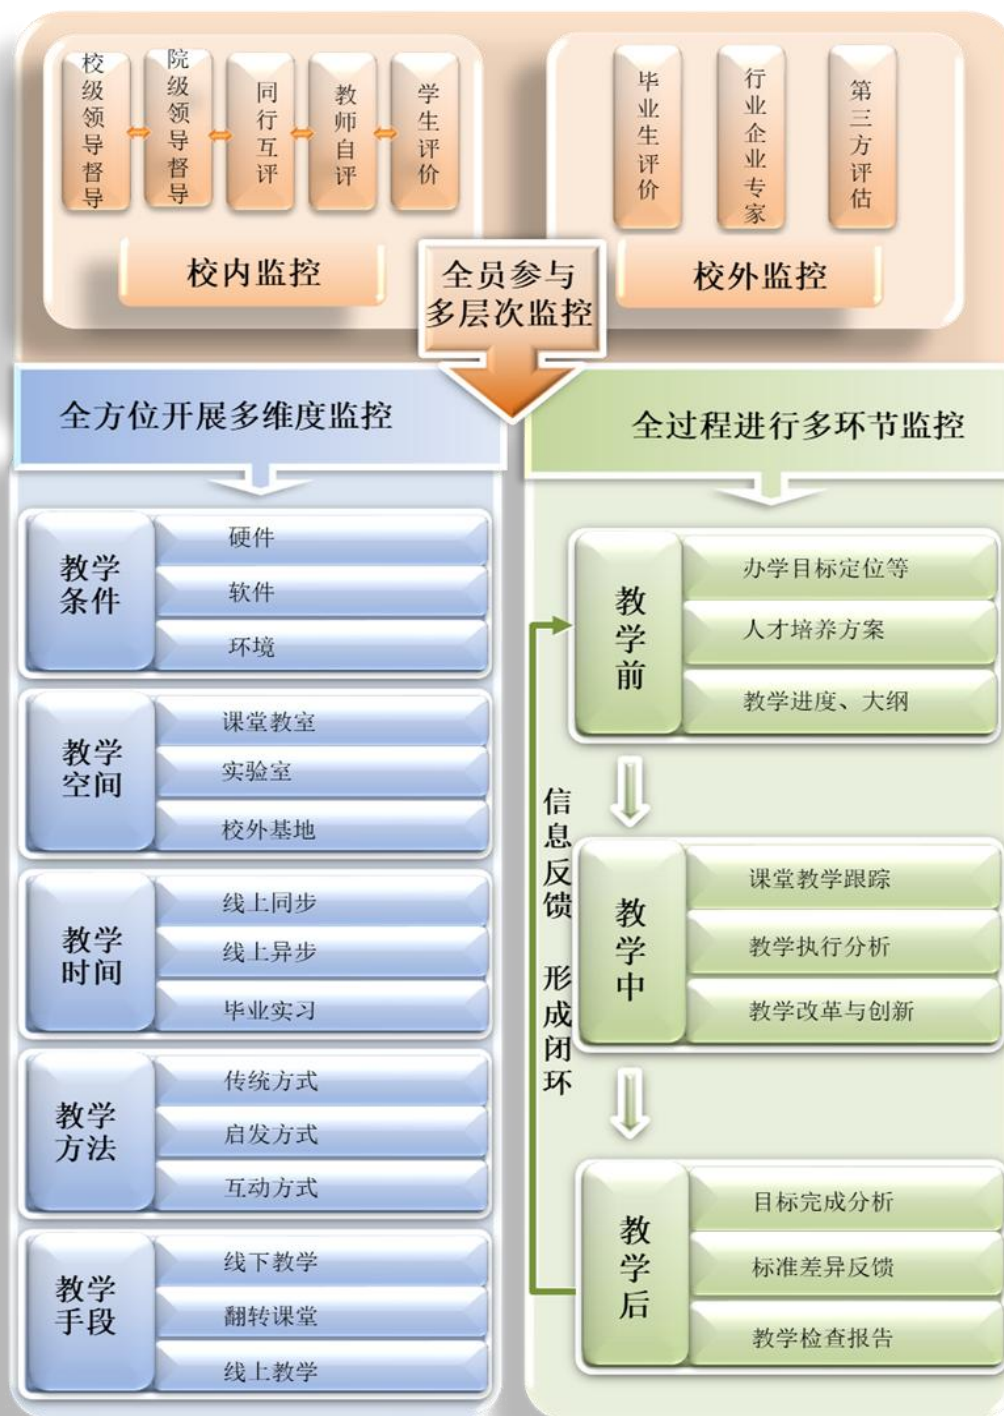 校级领导督导
院级领导督导
同行互评
教师自评
学生评价
校内监控
毕业生评价
行业企业专家
第三方评估
校外监控
全员参与
多层次监控
全方位开展多维度监控
教学
条件
硬件
软件
环境
教学
空间
课堂教室
实验室
校外基地
教学
时间
线上同步
线上异步
毕业实习
教学
方法
传统方式
启发方式
互动方式
教学
手段
线下教学
翻转课堂
线上教学
全过程进行多环节监控
教学前
办学目标定位等
人才培养方案
教学进度、大纲
信息反馈 形成闭环
教学中
课堂教学跟踪
教学执行分析
教学改革与创新
教学后
目标完成分析
标准差异反馈
教学检查报告